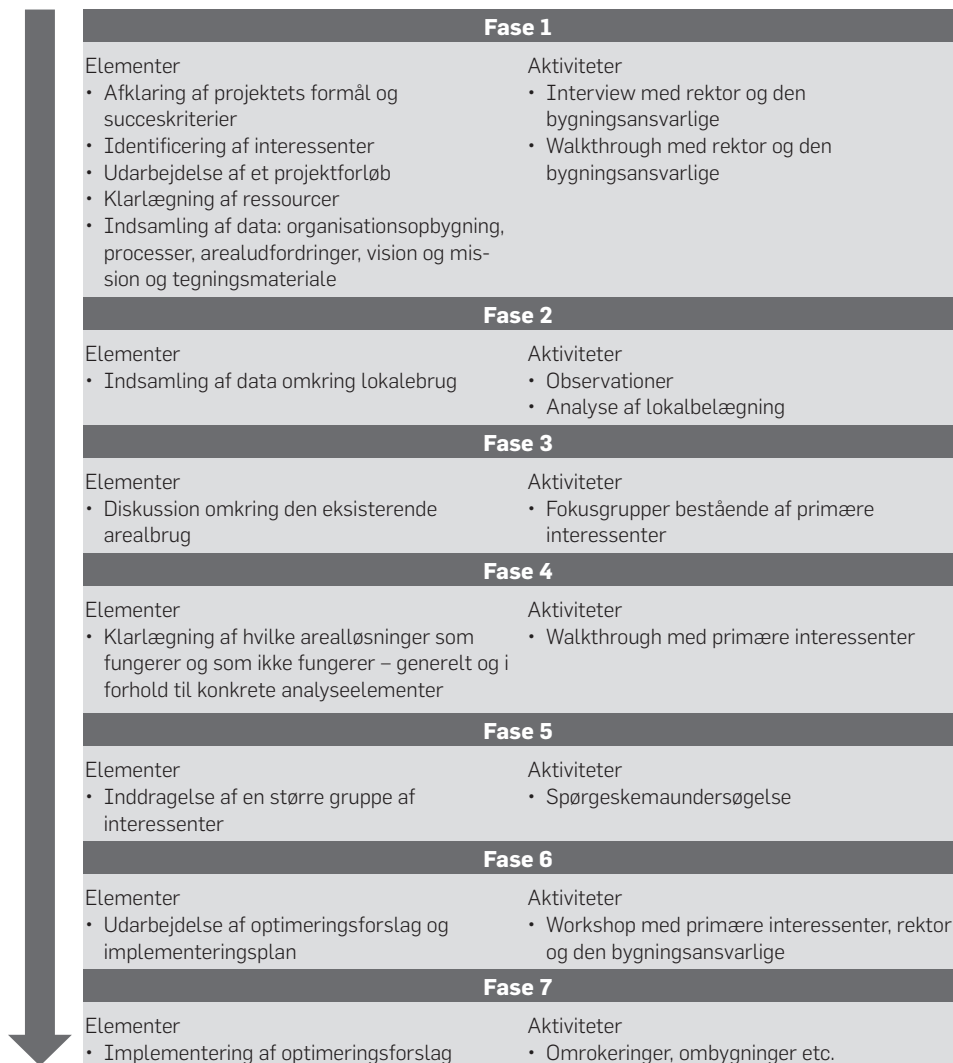 Fase 1
Elementer
• Afklaring af projektets formål og
succeskriterier
• Identificering af interessenter
• Udarbejdelse af et projektforløb
• Klarlægning af ressourcer
• Indsamling af data: organisationsopbygning,
processer, arealudfordringer, vision og mis-
sion og tegningsmateriale
Aktiviteter
• Interview med rektor og den
bygningsansvarlige
• Walkthrough med rektor og den
bygningsansvarlige
Fase 2
Elementer
• Indsamling af data omkring lokalebrug
Aktiviteter
• Observationer
• Analyse af lokalbelægning
Fase 3
Elementer
• Diskussion omkring den eksisterende
arealbrug
Aktiviteter
• Fokusgrupper bestående af primære
interessenter
Fase 4
Elementer
• Klarlægning af hvilke arealløsninger som
fungerer og som ikke fungerer – generelt og i
forhold til konkrete analyseelementer
Aktiviteter
• Walkthrough med primære interessenter
Fase 5
Elementer
• Inddragelse af en større gruppe af
interessenter
Aktiviteter
• Spørgeskemaundersøgelse
Fase 6
Elementer
• Udarbejdelse af optimeringsforslag og
implementeringsplan
Aktiviteter
• Workshop med primære interessenter, rektor
og den bygningsansvarlige
Fase 7
Elementer
• Implementering af optimeringsforslag
Aktiviteter
• Omrokeringer, ombygninger etc.